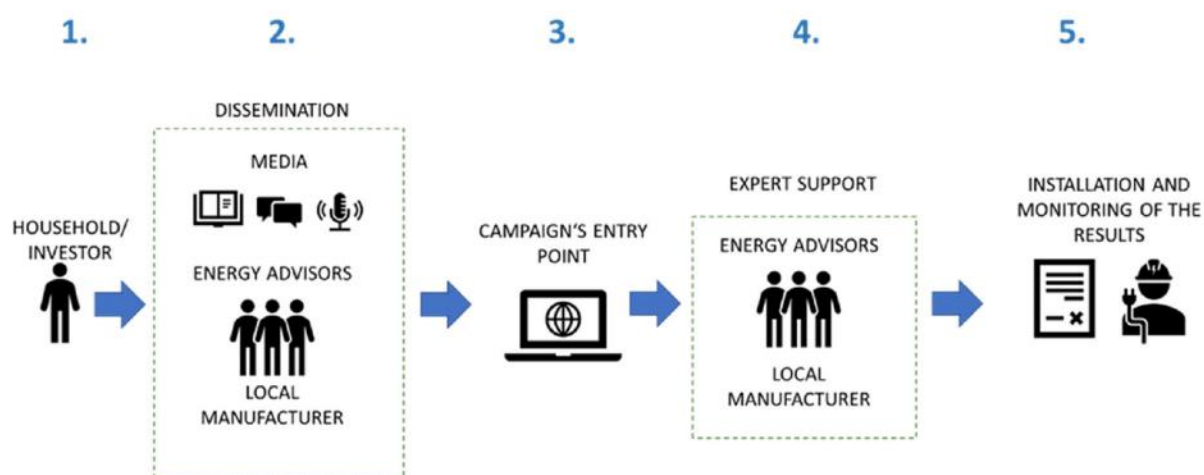 1.
2.
3.
4.
5.
HOUSEHOLD/
INVESTOR
DISSEMINATION
MEDIA
ENERGY ADVISORS
LOCAL
MANUFACTURER
CAMPAIGN'S ENTRY
POINT
EXPERT SUPPORT
ENERGY ADVISORS
LOCAL
MANUFACTURER
INSTALLATION AND
MONITORING OF THE
RESULTS